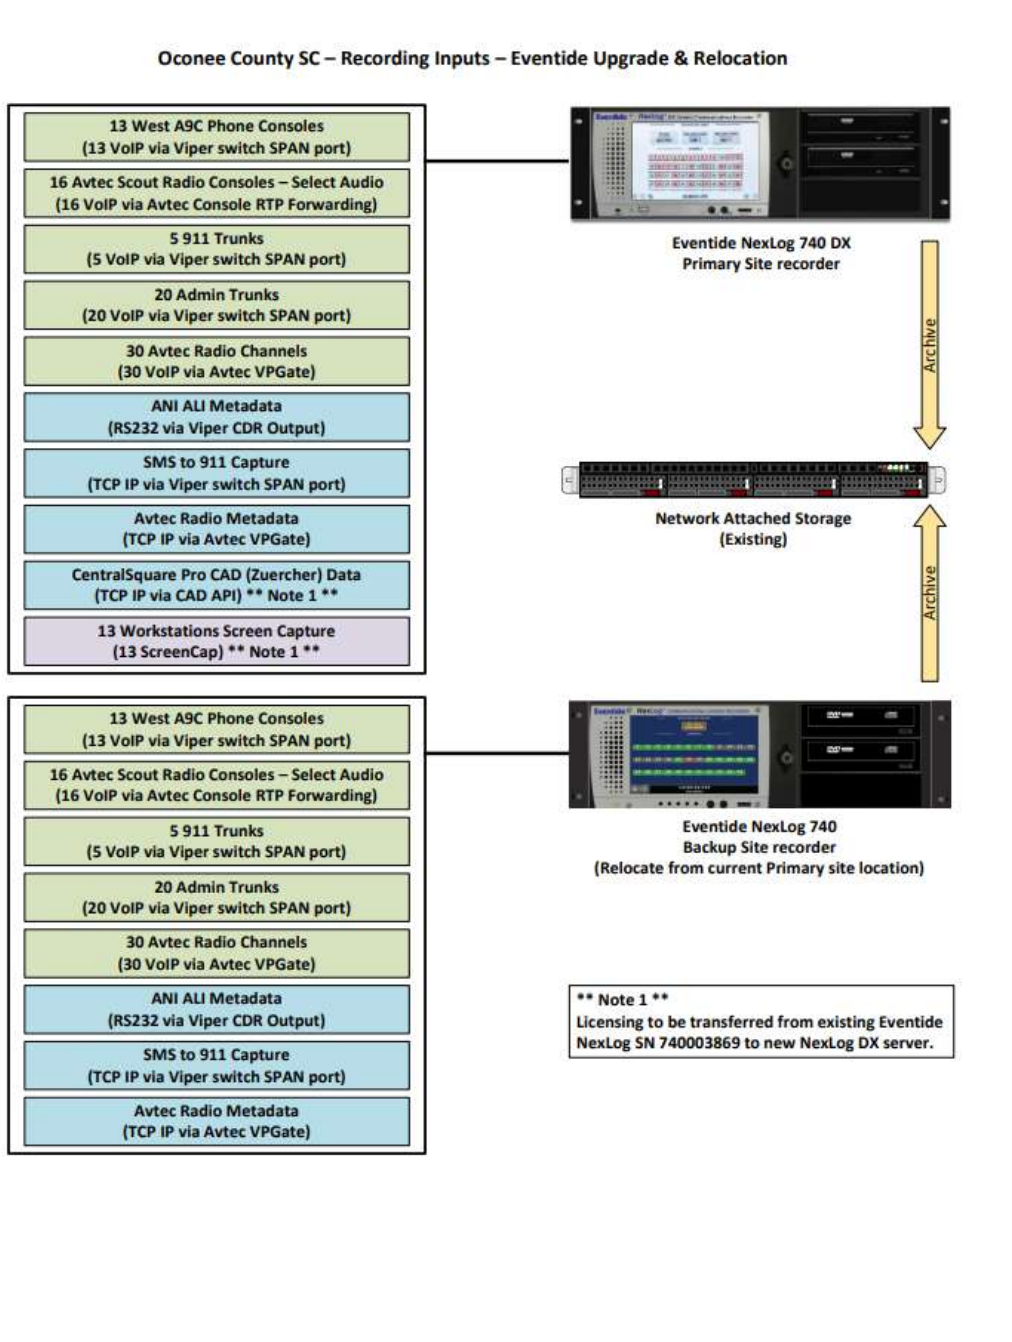 Oconee County SC – Recording Inputs – Eventide Upgrade & Relocation
13 West A9C Phone Consoles
(13 VoIP via Viper switch SPAN port)
16 Avtec Scout Radio Consoles – Select Audio
(16 VoIP via Avtec Console RTP Forwarding)
5 911 Trunks
(5 VoIP via Viper switch SPAN port)
20 Admin Trunks
(20 VoIP via Viper switch SPAN port)
30 Avtec Radio Channels
(30 VoIP via Avtec VPGate)
ANI ALI Metadata
(RS232 via Viper CDR Output)
SMS to 911 Capture
(TCP IP via Viper switch SPAN port)
Avtec Radio Metadata
(TCP IP via Avtec VPGate)
CentralSquare Pro CAD (Zuercher) Data
(TCP IP via CAD API) ** Note 1 **
13 Workstations Screen Capture
(13 ScreenCap) ** Note 1 **
Eventide NexLog
Eventide NexLog 740 DX
Primary Site recorder
Archive
Network Attached Storage
(Existing)
Archive
13 West A9C Phone Consoles
(13 VoIP via Viper switch SPAN port)
16 Avtec Scout Radio Consoles – Select Audio
(16 VoIP via Avtec Console RTP Forwarding)
5 911 Trunks
(5 VoIP via Viper switch SPAN port)
20 Admin Trunks
(20 VoIP via Viper switch SPAN port)
30 Avtec Radio Channels
(30 VoIP via Avtec VPGate)
ANI ALI Metadata
(RS232 via Viper CDR Output)
SMS to 911 Capture
(TCP IP via Viper switch SPAN port)
Avtec Radio Metadata
(TCP IP via Avtec VPGate)
Eventide NexLog
Eventide NexLog 740
Backup Site recorder
(Relocate from current Primary site location)
** Note 1 **
Licensing to be transferred from existing Eventide
NexLog SN 740003869 to new NexLog DX server.